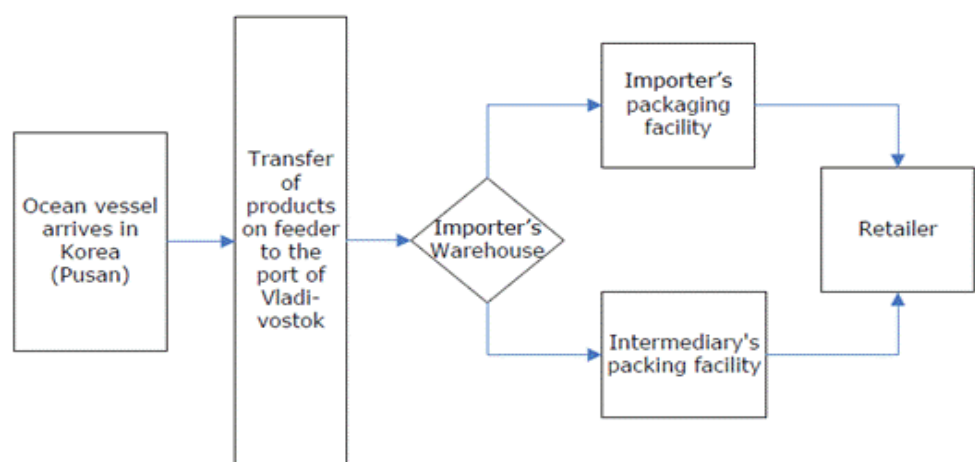 Ocean vessel
arrives in
Korea
(Pusan)
Transfer
of
products
on feeder
to the
port of
Vladi-
vostok
Importer’s
Warehouse
Importer’s
packaging
facility
Intermediary's
packing facility
Retailer